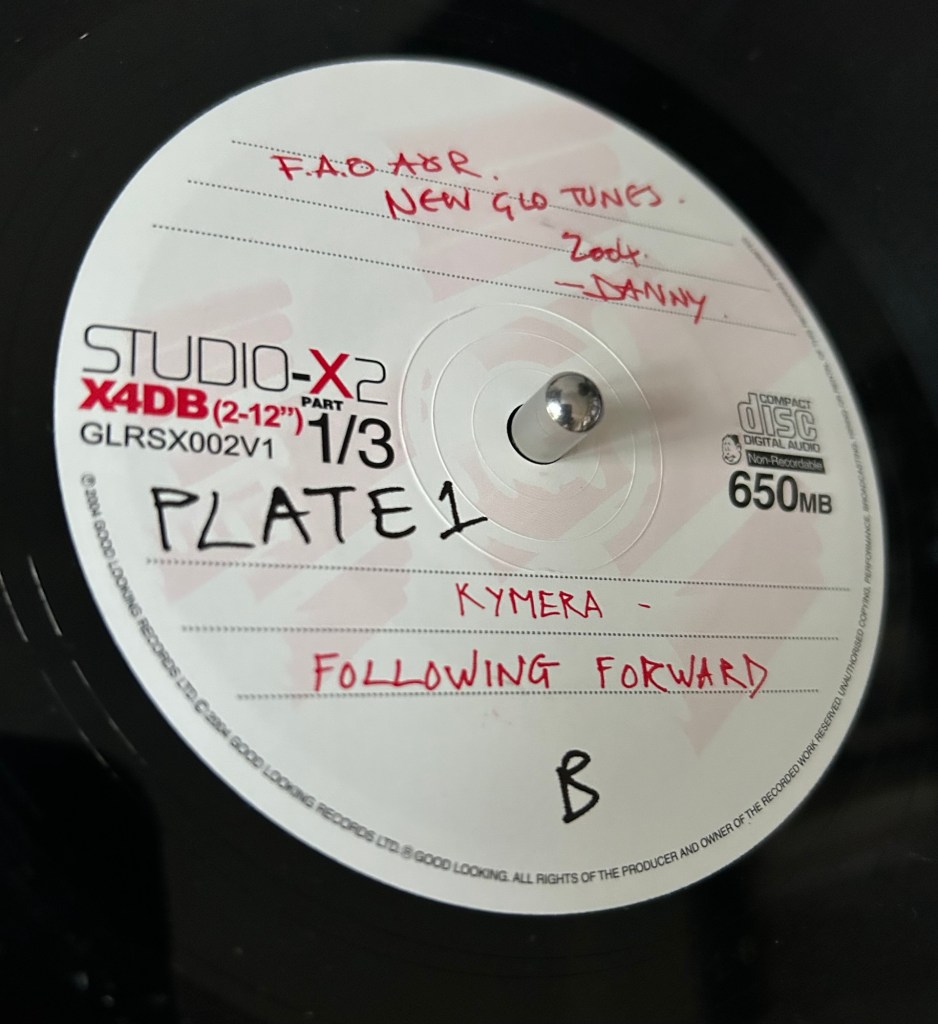 F.A.O A&R.
NEW GLO TUNES.
2004.
- DANNY.
STUDIO-X2
X4DB (2-12") PART 1/3
GLRSX002V1
COMPACT
disc
DIGITAL AUDIO
Non-Recordable
650MB
PLATE 1
KYMERA -
FOLLOWING FORWARD
B
℗ 2004 GOOD LOOKING RECORDS LTD. © 2004 GOOD LOOKING RECORDS LTD. ® GOOD LOOKING. ALL RIGHTS OF THE PRODUCER AND OWNER OF THE RECORDED WORK RESERVED. UNAUTHORISED COPYING, PERFORMANCE, BROADCASTING,